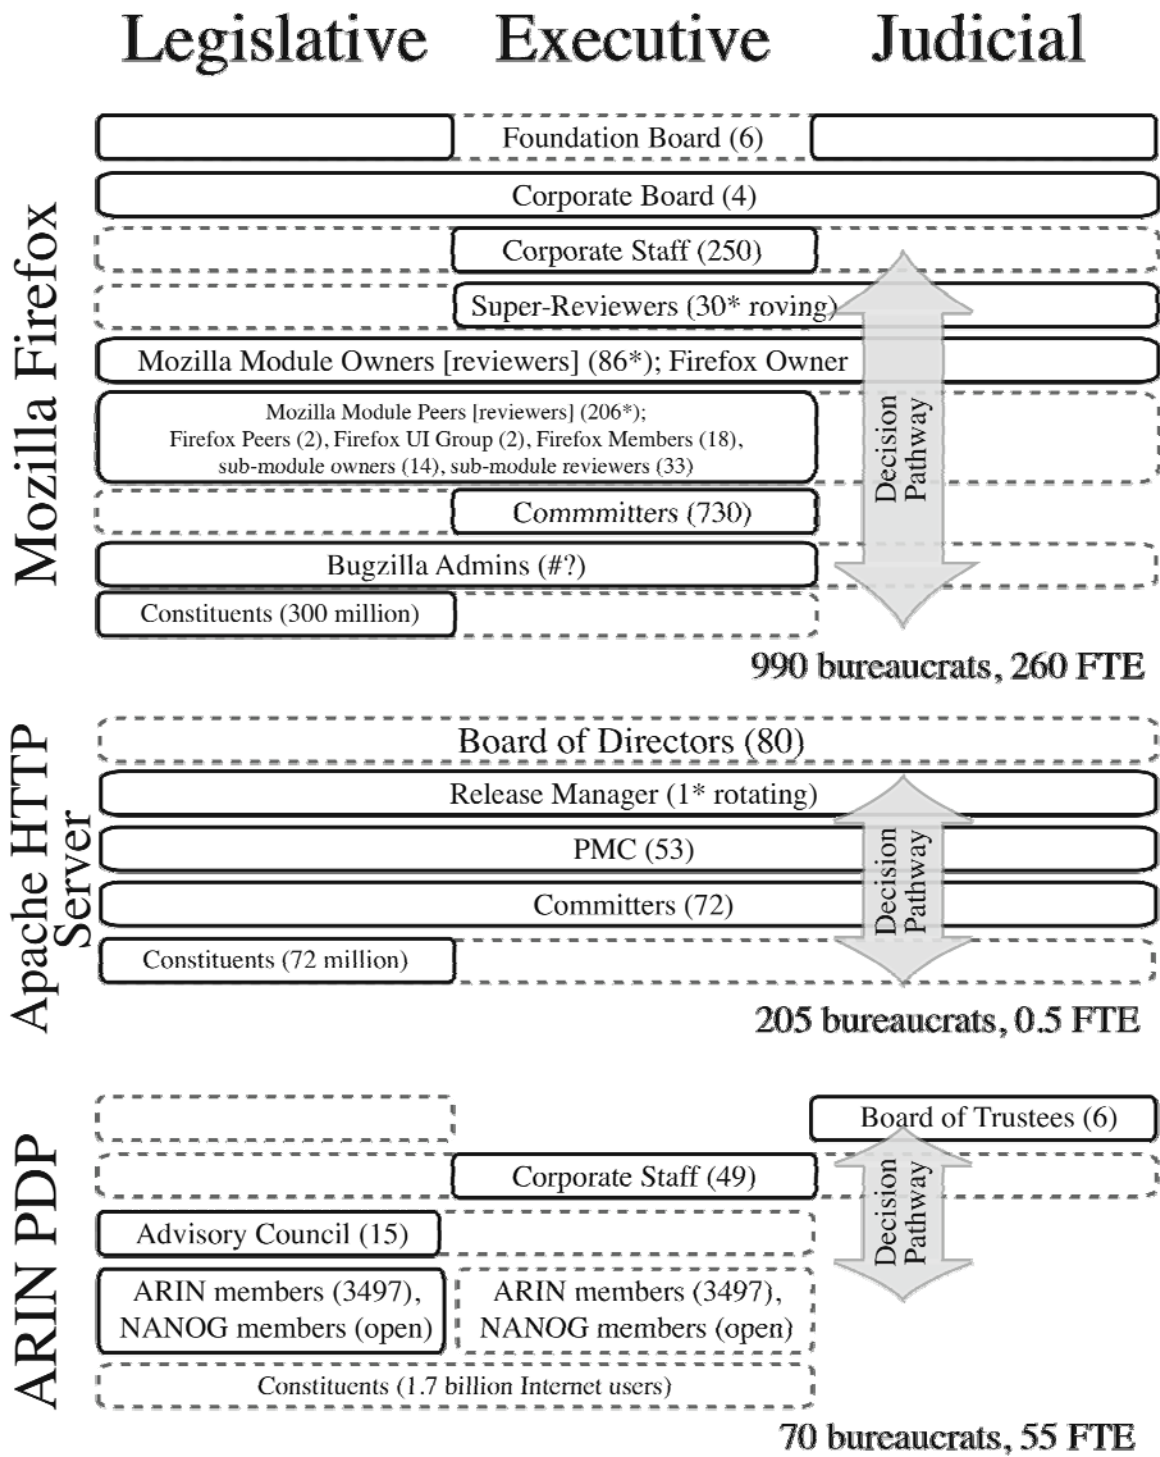 Legislative Executive Judicial
Mozilla Firefox
Foundation Board (6)
Corporate Board (4)
Corporate Staff (250)
Super-Reviewers (30* roving)
Mozilla Module Owners [reviewers] (86*); Firefox Owner
Mozilla Module Peers [reviewers] (206*);
Firefox Peers (2), Firefox UI Group (2), Firefox Members (18),
sub-module owners (14), sub-module reviewers (33)
Commmitters (730)
Bugzilla Admins (#?)
Constituents (300 million)
Decision
Pathway
990 bureaucrats, 260 FTE
Apache HTTP
Server
Board of Directors (80)
Release Manager (1* rotating)
PMC (53)
Committers (72)
Constituents (72 million)
Decision
Pathway
205 bureaucrats, 0.5 FTE
ARIN PDP
Board of Trustees (6)
Corporate Staff (49)
Advisory Council (15)
ARIN members (3497),
NANOG members (open)
ARIN members (3497),
NANOG members (open)
Constituents (1.7 billion Internet users)
Decision
Pathway
70 bureaucrats, 55 FTE